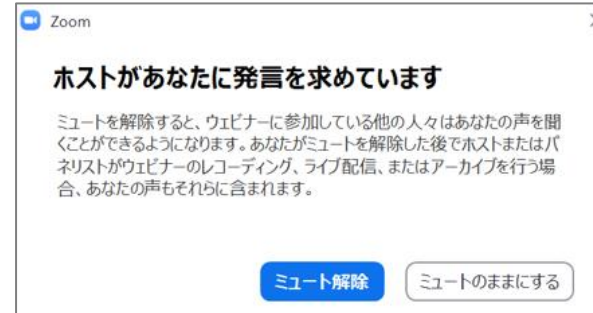 Zoom
ホストがあなたに発言を求めています
ミュートを解除すると、ウェビナーに参加している他の人々はあなたの声を聞
くことができるようになります。あなたがミュートを解除した後でホストまたはパ
ネリストがウェビナーのレコーディング、ライブ配信、またはアーカイブを行う場
合、あなたの声もそれらに含まれます。
ミュート解除 ミュートのままにする